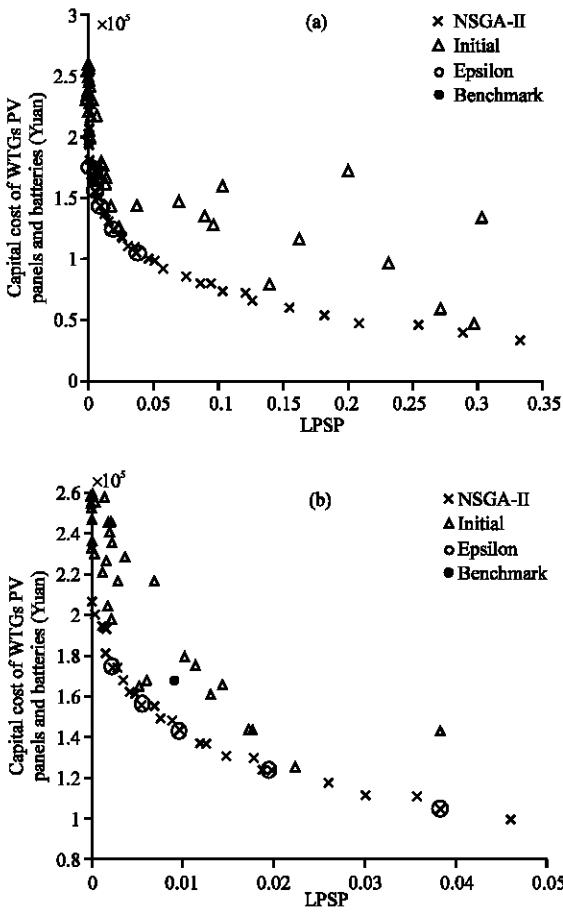 ×10⁵
(a)
NSGA-II
Initial
Epsilon
Benchmark
Capital cost of WTGs PV
panels and batteries (Yuan)
3
2.5
2
1.5
1
0.5
0
0 0.05 0.1 0.15 0.2 0.25 0.3 0.35
LPSP
×10⁵
(b)
NSGA-II
Initial
Epsilon
Benchmark
Capital cost of WTGs PV
panels and batteries (Yuan)
2.6
2.4
2.2
2
1.8
1.6
1.4
1.2
1
0.8
0 0.01 0.02 0.03 0.04 0.05
LPSP